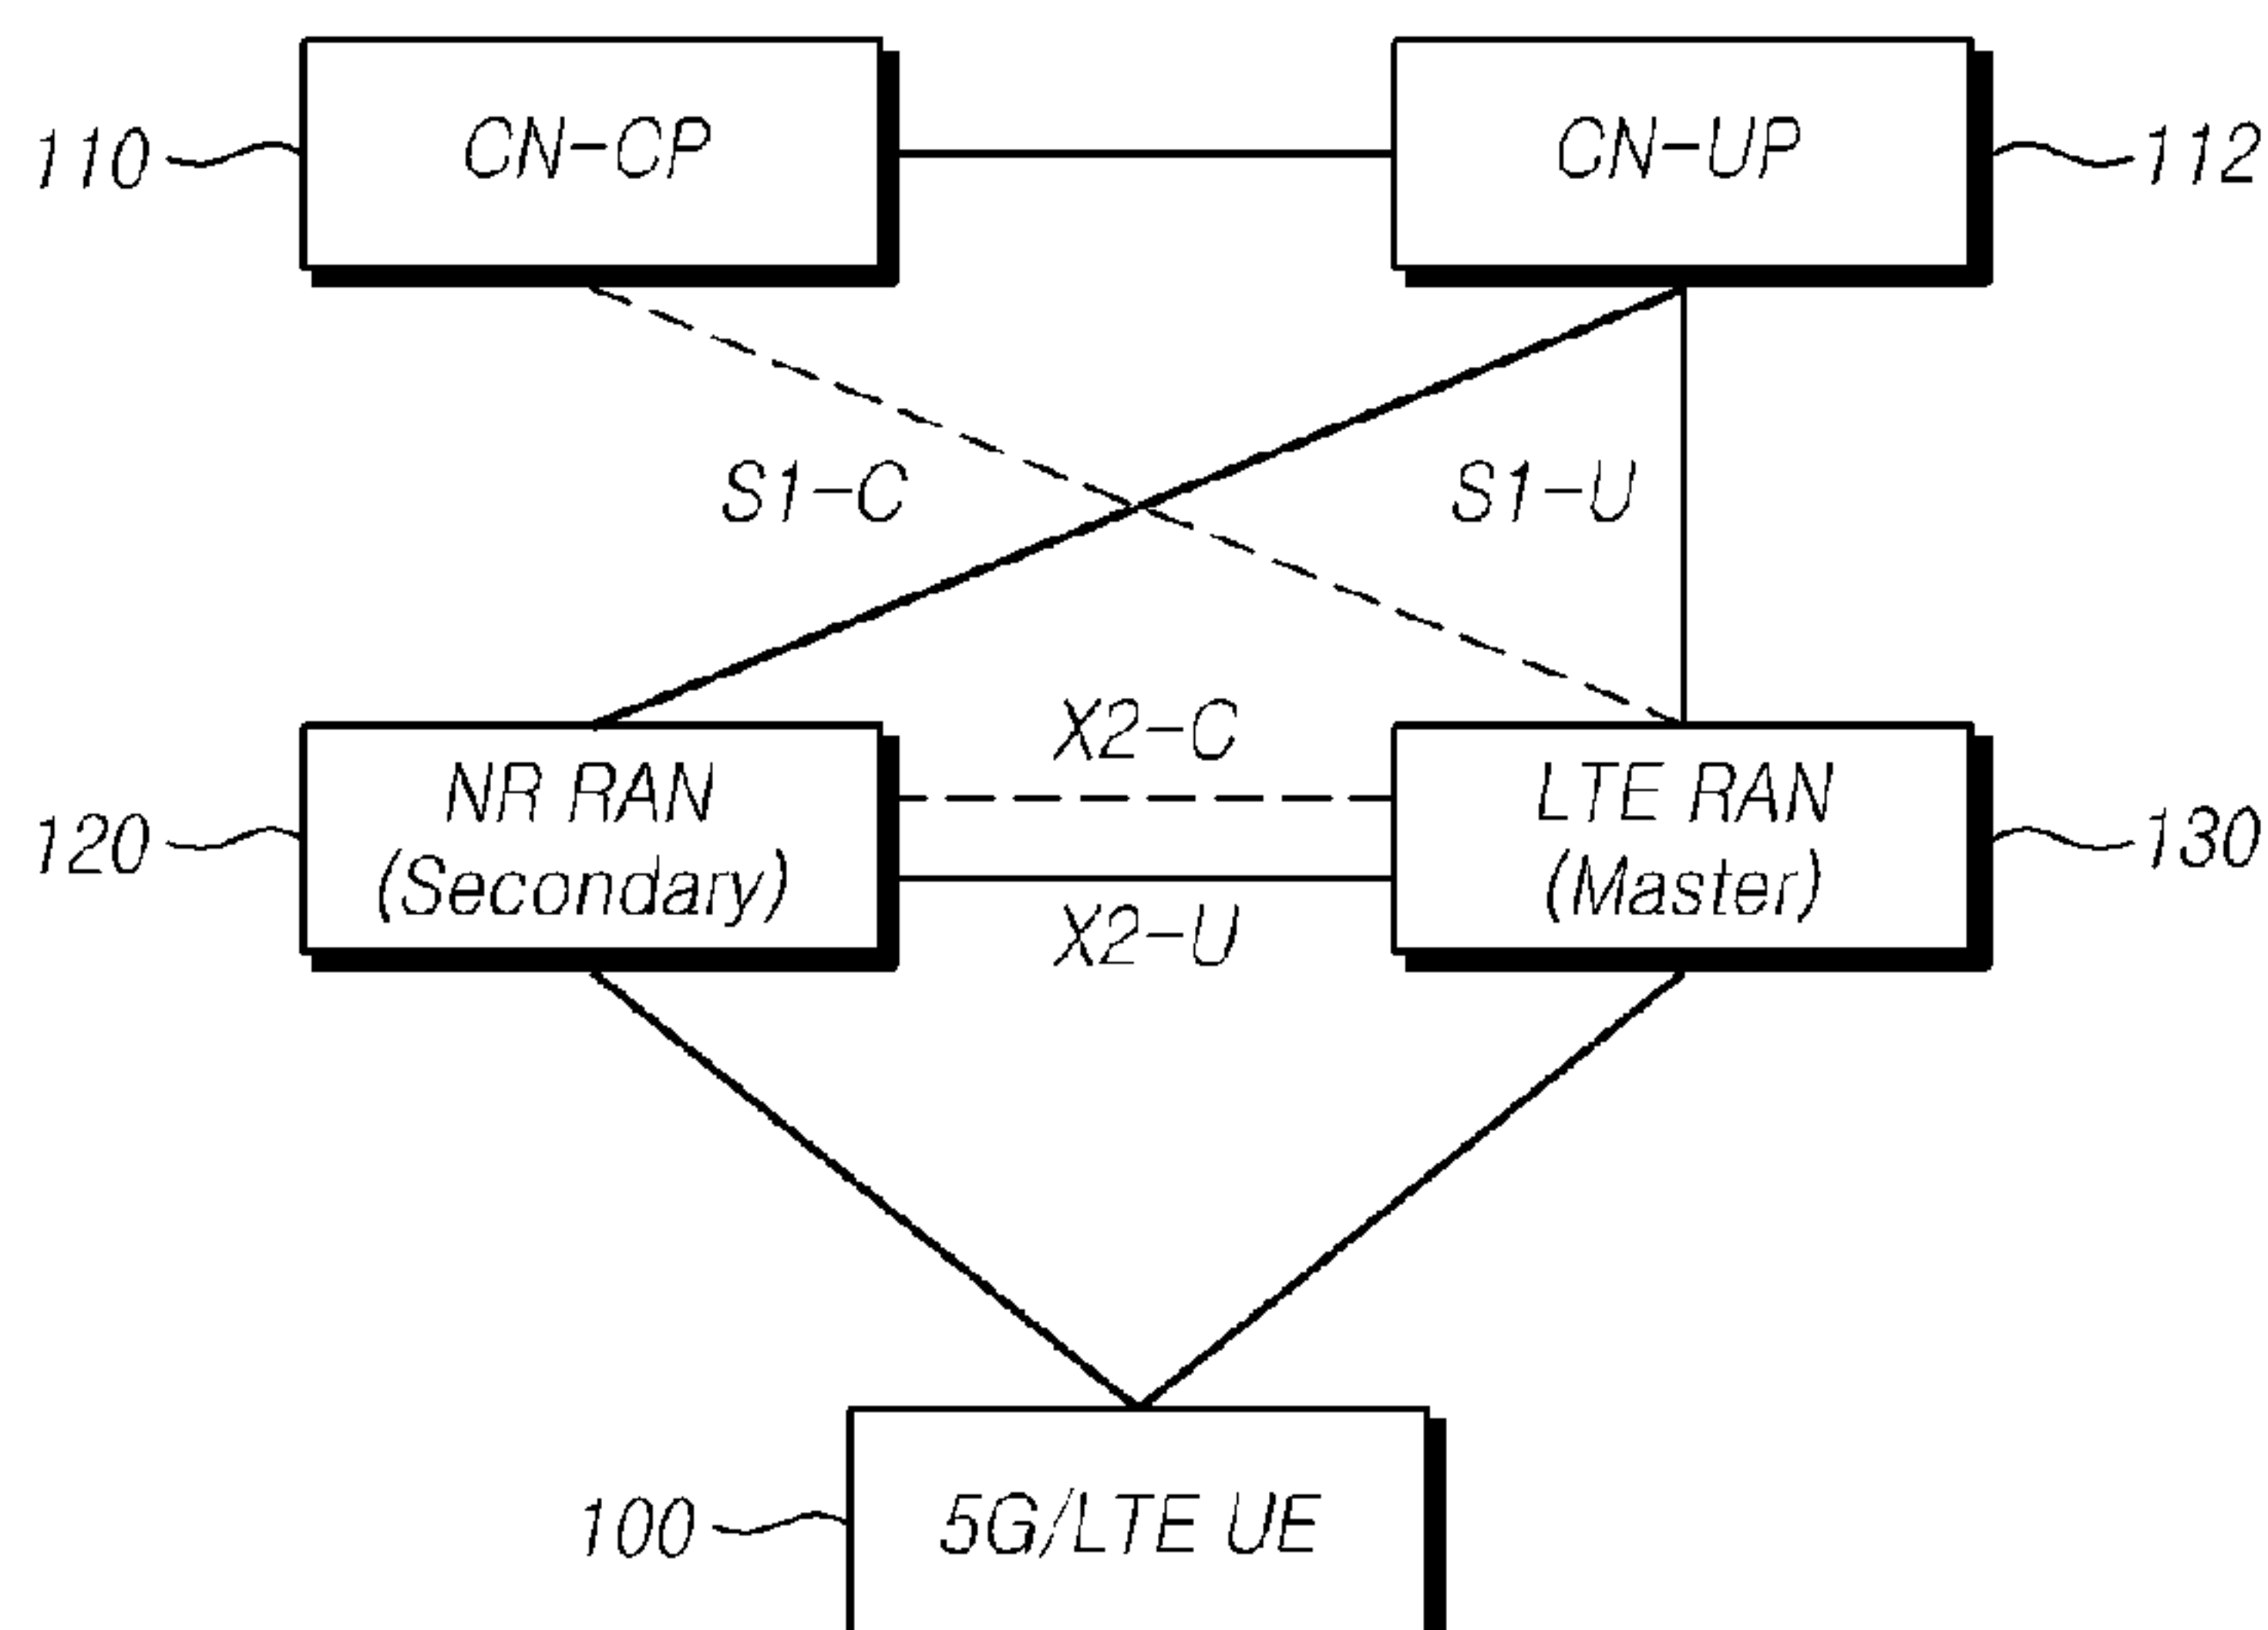 110
CN-CP
CN-UP
112
S1-C
S1-U
X2-C
120
NR RAN
(Secondary)
LTE RAN
(Master)
130
X2-U
100
5G/LTE UE